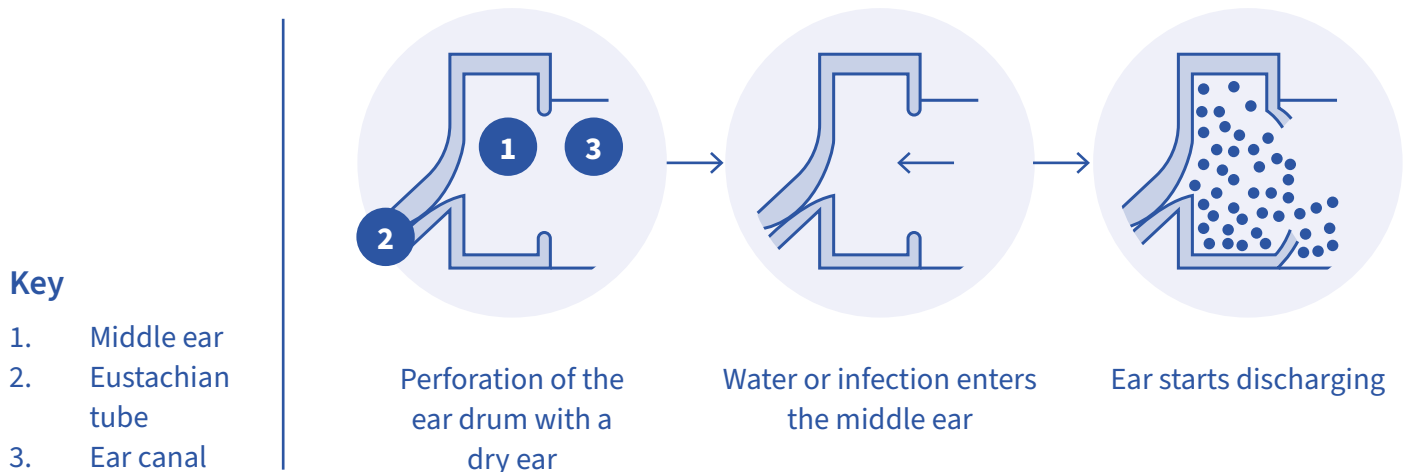 Key
1. Middle ear
2. Eustachian
tube
3. Ear canal
1
3
2
Perforation of the
ear drum with a
dry ear
Water or infection enters
the middle ear
Ear starts discharging